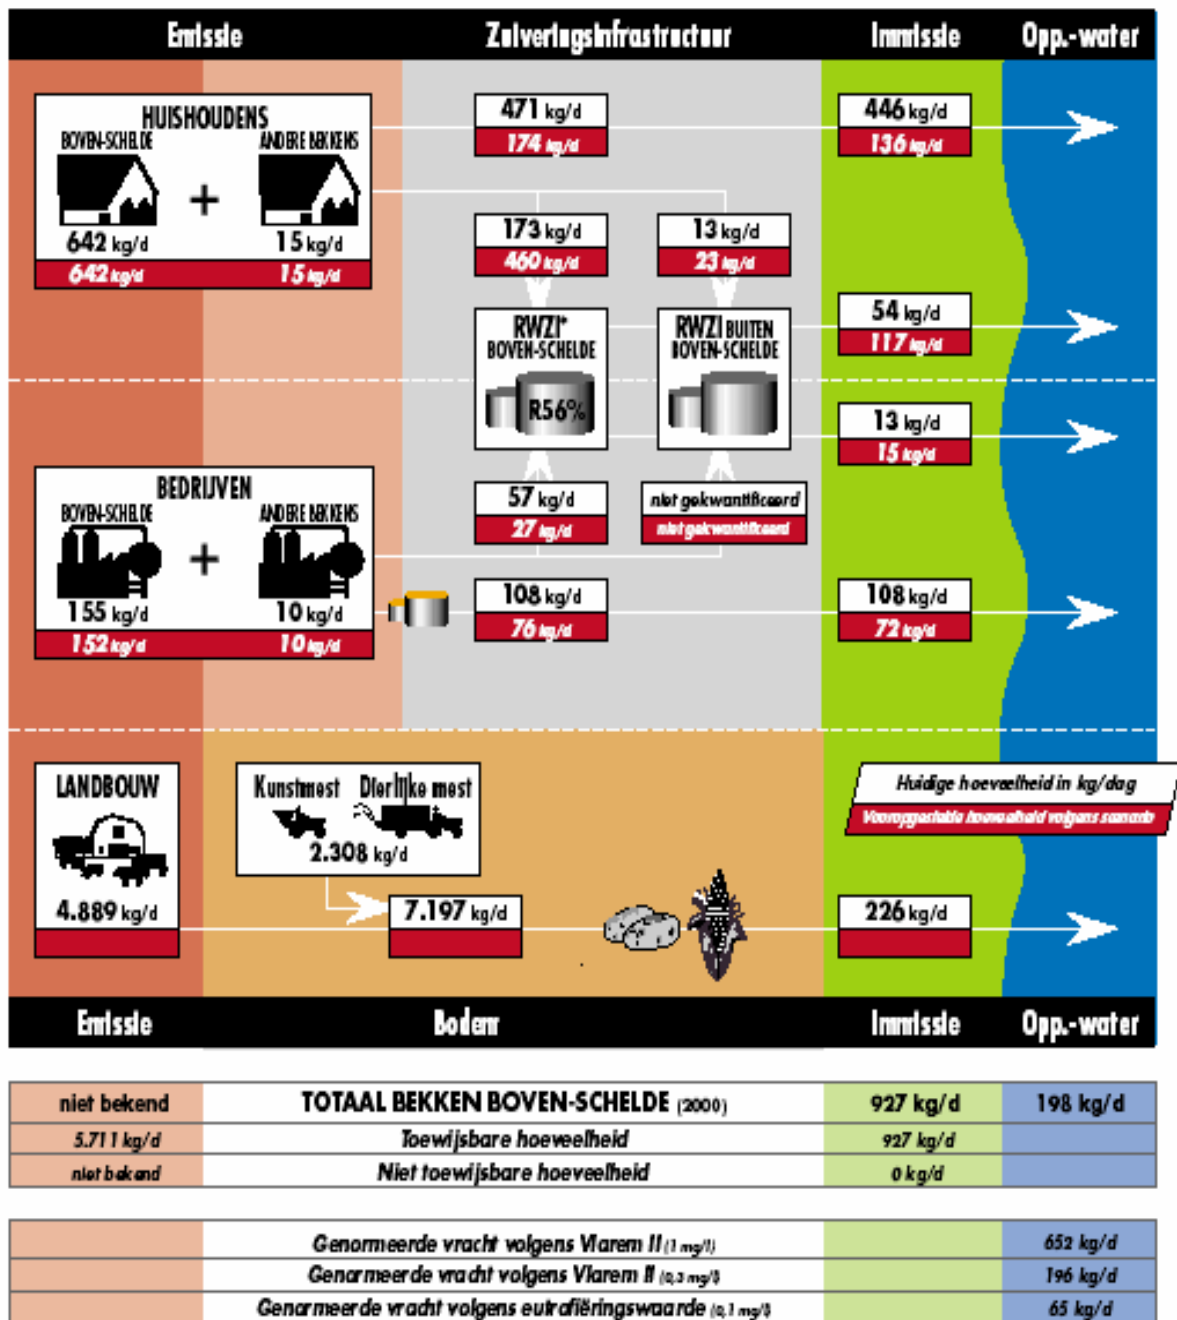 Emissie Zuiveringsinfrastructuur Immissie Opp.-water
HUISHOUDENS
BOVEN-SCHELDE ANDERE BEKKENS
+
642 kg/d 15 kg/d
642 kg/d 15 kg/d
471 kg/d
174 kg/d
446 kg/d
136 kg/d
173 kg/d
460 kg/d
13 kg/d
23 kg/d
RWZI*
BOVEN-SCHELDE
R56%
RWZI BUITEN
BOVEN-SCHELDE
54 kg/d
117 kg/d
13 kg/d
15 kg/d
BEDRIJVEN
BOVEN-SCHELDE ANDERE BEKKENS
+
155 kg/d 10 kg/d
152 kg/d 10 kg/d
57 kg/d
27 kg/d
niet gekwantificeerd
niet gekwantificeerd
108 kg/d
76 kg/d
108 kg/d
72 kg/d
LANDBOUW
4.889 kg/d
Kunstmest Dierlijke mest
2.308 kg/d
7.197 kg/d
Huidige hoeveelheid in kg/dag
Vooropgestelde hoeveelheid volgens scenario
226 kg/d
Emissie Bodem Immissie Opp.-water
niet bekend TOTAAL BEKKEN BOVEN-SCHELDE (2000) 927 kg/d 198 kg/d
5.711 kg/d Toewijsbare hoeveelheid 927 kg/d
niet bekend Niet toewijsbare hoeveelheid 0 kg/d
Genormeerde vracht volgens Vlarem II (1 mg/l) 652 kg/d
Genormeerde vracht volgens Vlarem II (0,3 mg/l) 196 kg/d
Genormeerde vracht volgens eutrofiëringswaarde (0,1 mg/l) 65 kg/d